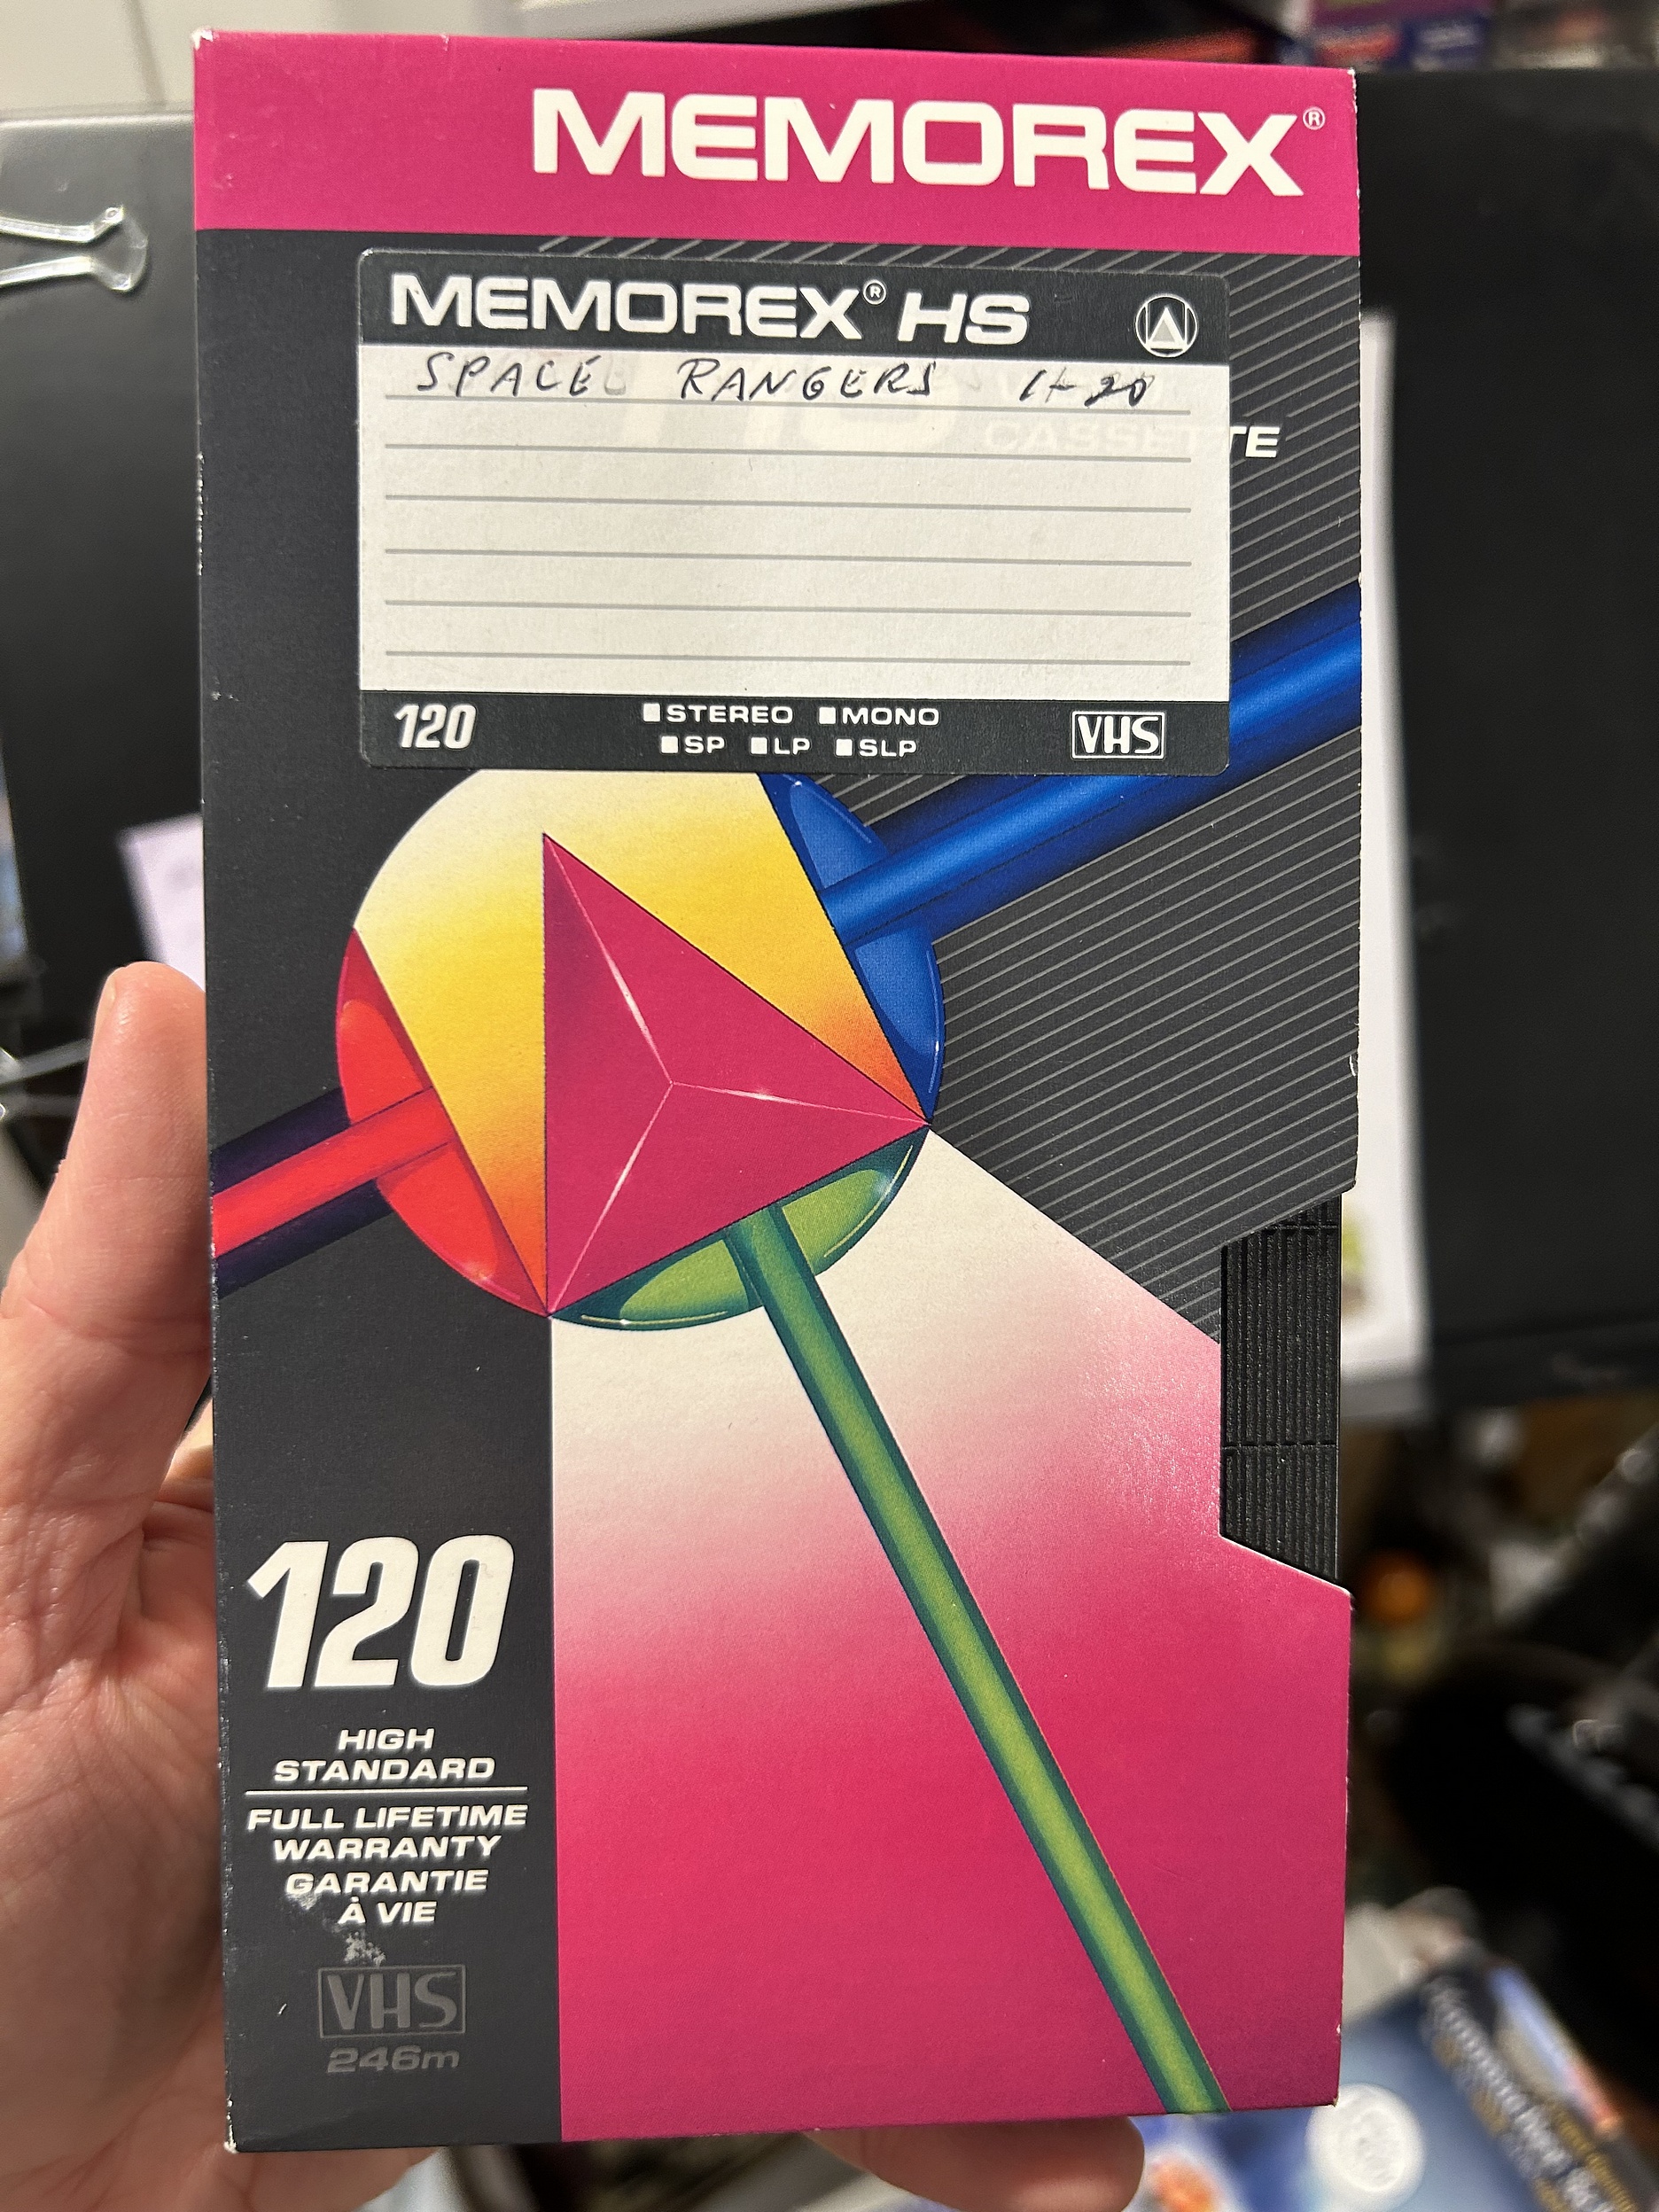 MEMOREX®
MEMOREX® HS
SPACE RANGERS 1+20
CASSETTE
120
STEREO MONO
SP LP SLP
VHS
120
HIGH
STANDARD
FULL LIFETIME
WARRANTY
GARANTIE
À VIE
VHS
246m